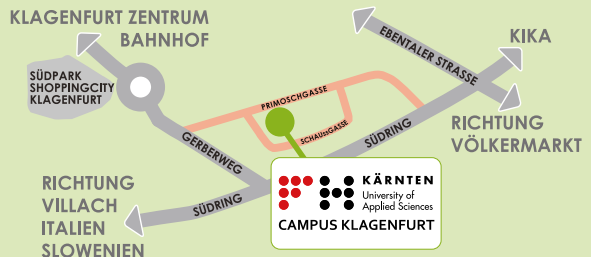 KLAGENFURT ZENTRUM
BAHNHOF
SÜDPARK
SHOPPINGCITY
KLAGENFURT
EBENTALER STRASSE
KIKA
PRIMOSCHGASSE
SCHAUssGASSE
SÜDRING
RICHTUNG
VÖLKERMARKT
GERBERWEG
RICHTUNG
VILLACH
ITALIEN
SLOWENIEN
SÜDRING
FH KÄRNTEN
University of
Applied Sciences
CAMPUS KLAGENFURT